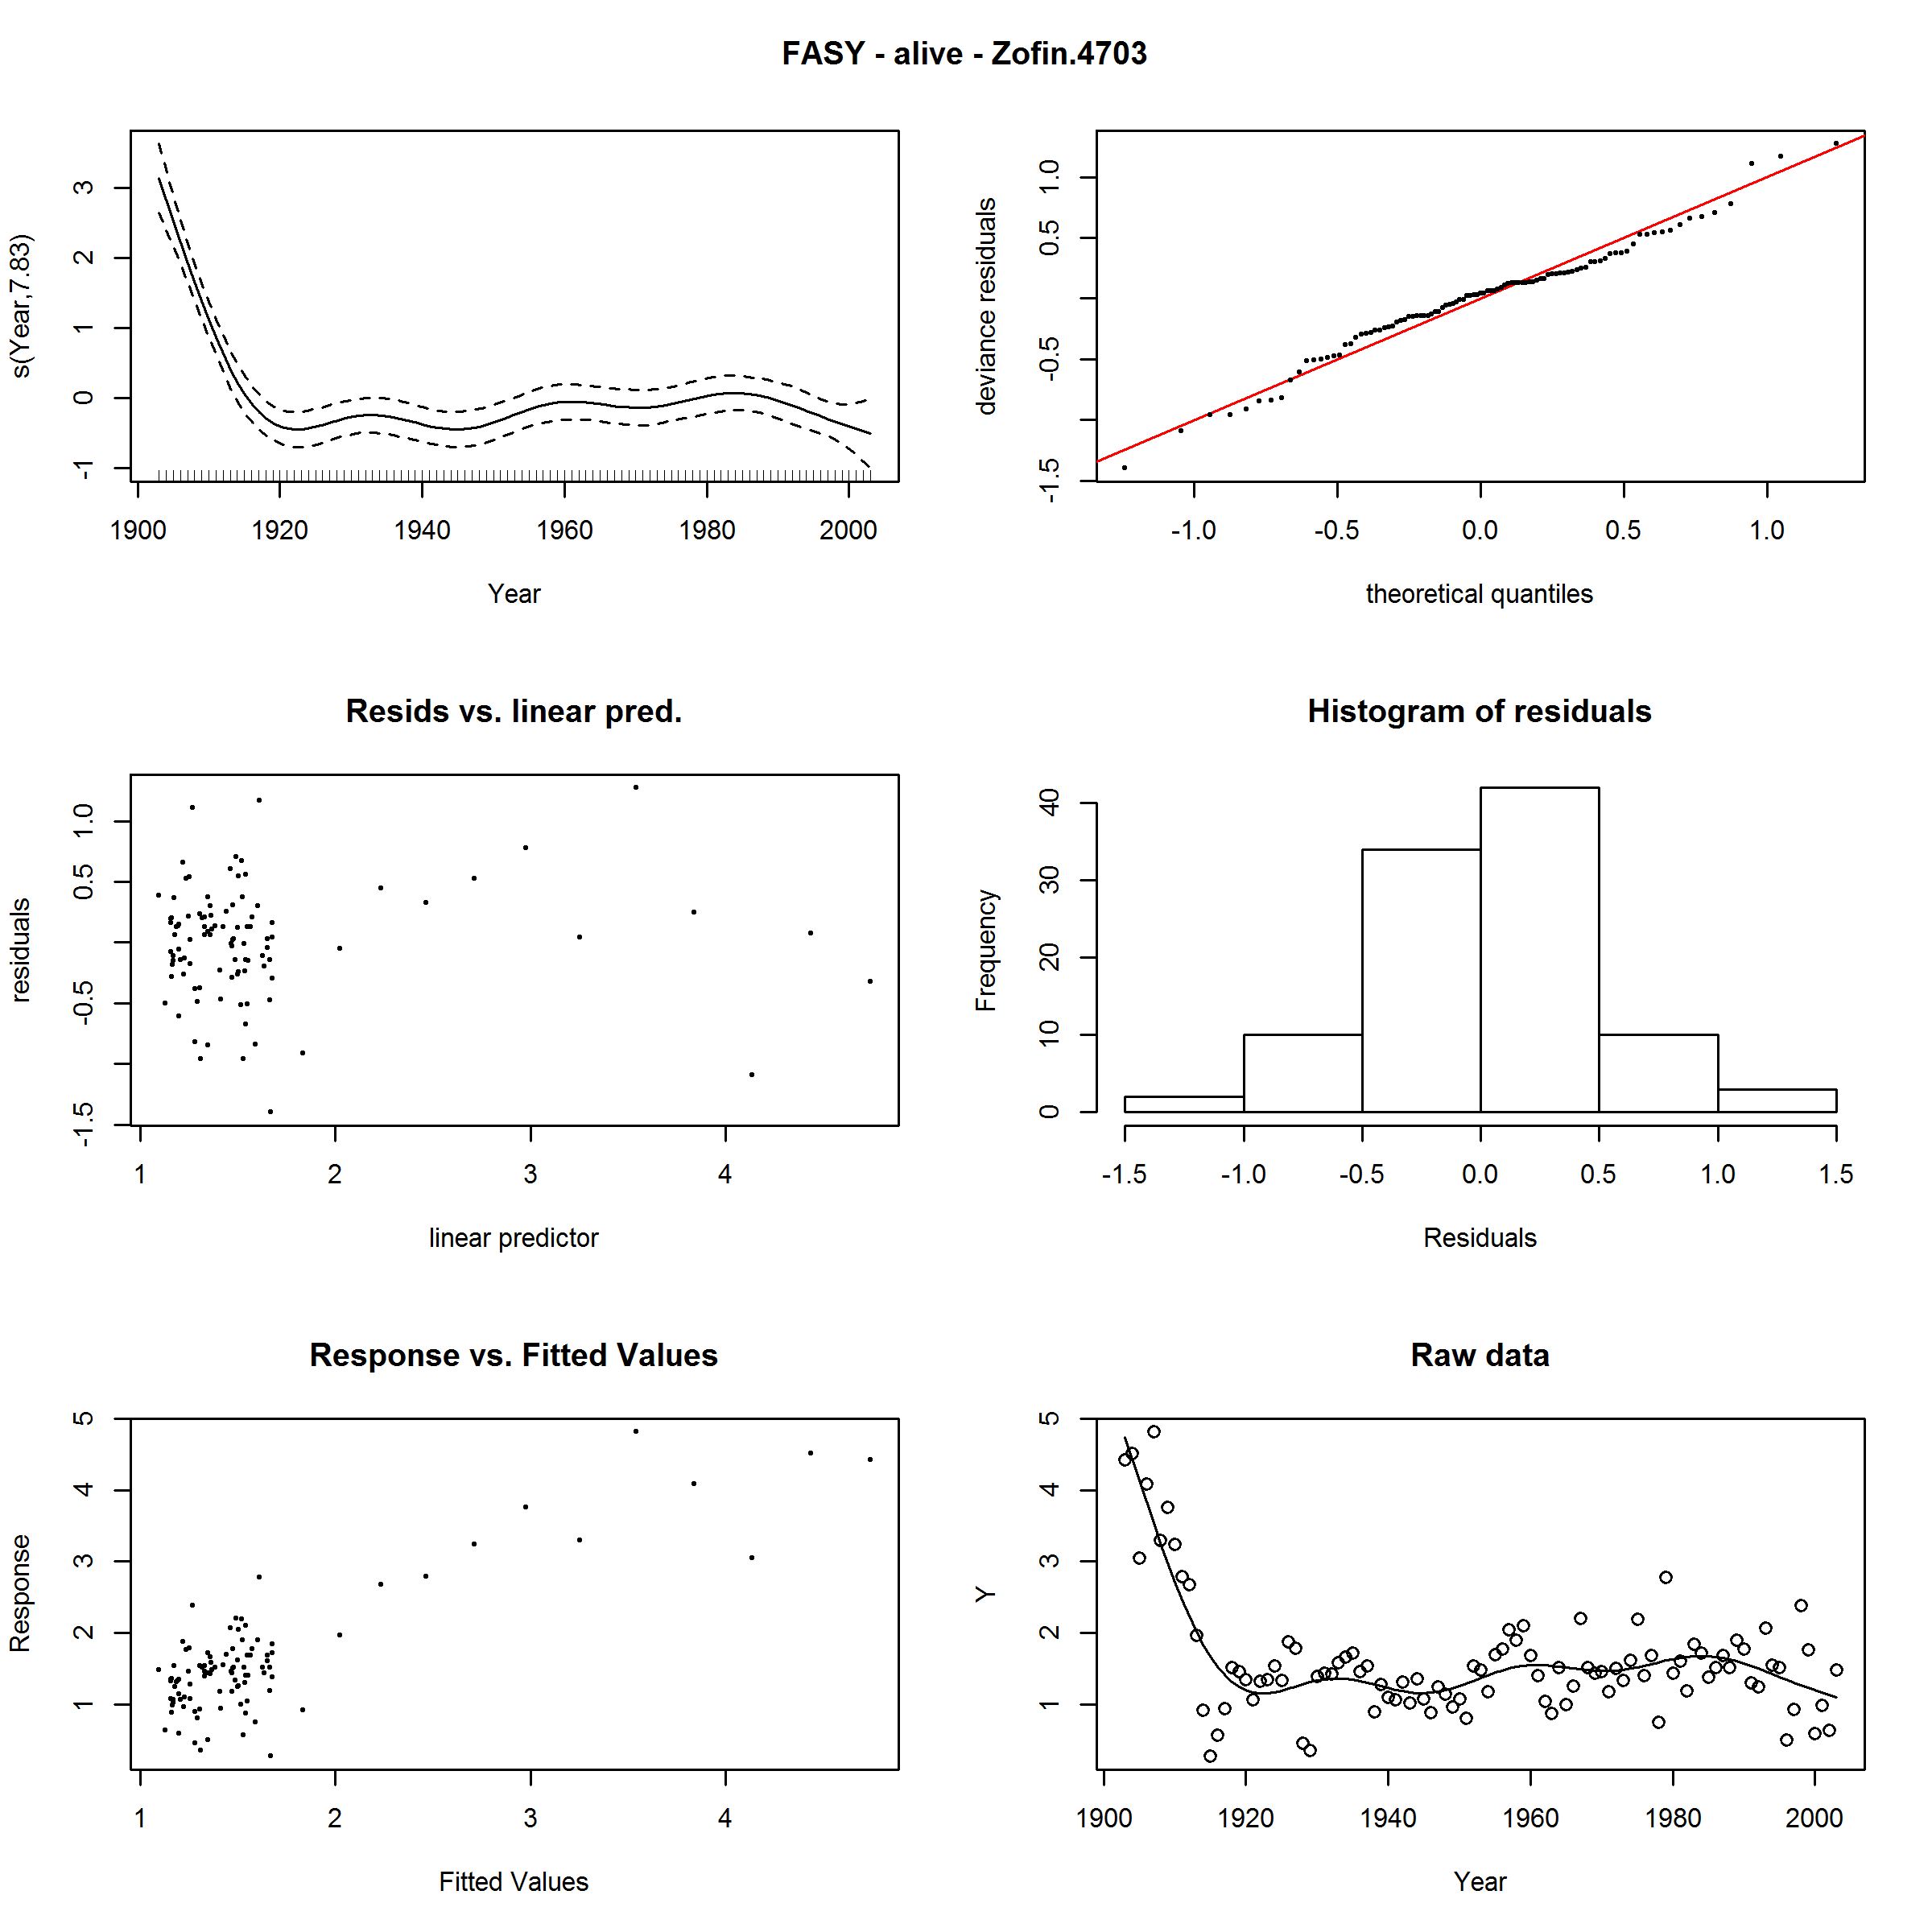 FASY - alive - Zofin.4703
s(Year,7.83)
3
2
1
0
-1
1900 1920 1940 1960 1980 2000
Year
deviance residuals
1.0
0.5
-0.5
-1.5
-1.0 -0.5 0.0 0.5 1.0
theoretical quantiles
Resids vs. linear pred.
residuals
1.0
0.5
-0.5
-1.5
1 2 3 4
linear predictor
Histogram of residuals
Frequency
40
30
20
10
0
-1.5 -1.0 -0.5 0.0 0.5 1.0 1.5
Residuals
Response vs. Fitted Values
Response
5
4
3
2
1
1 2 3 4
Fitted Values
Raw data
Y
5
4
3
2
1
1900 1920 1940 1960 1980 2000
Year